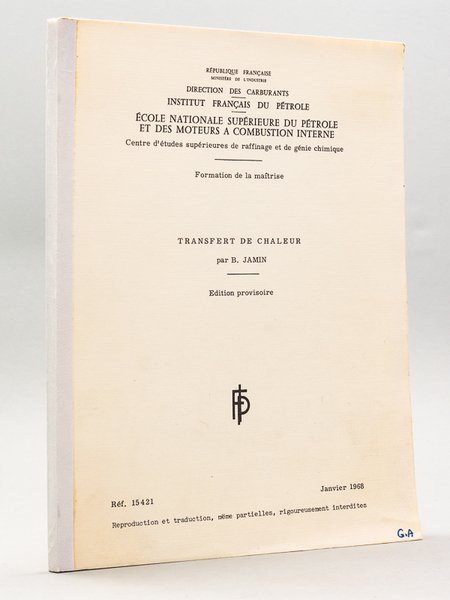 RÉPUBLIQUE FRANÇAISE
MINISTÈRE DE L'INDUSTRIE
DIRECTION DES CARBURANTS
INSTITUT FRANÇAIS DU PÉTROLE
ÉCOLE NATIONALE SUPÉRIEURE DU PÉTROLE
ET DES MOTEURS A COMBUSTION INTERNE
Centre d'études supérieures de raffinage et de génie chimique
Formation de la maîtrise
TRANSFERT DE CHALEUR
par B. JAMIN
Edition provisoire
Réf. 15421
Janvier 1968
Reproduction et traduction, même partielles, rigoureusement interdites
G.A